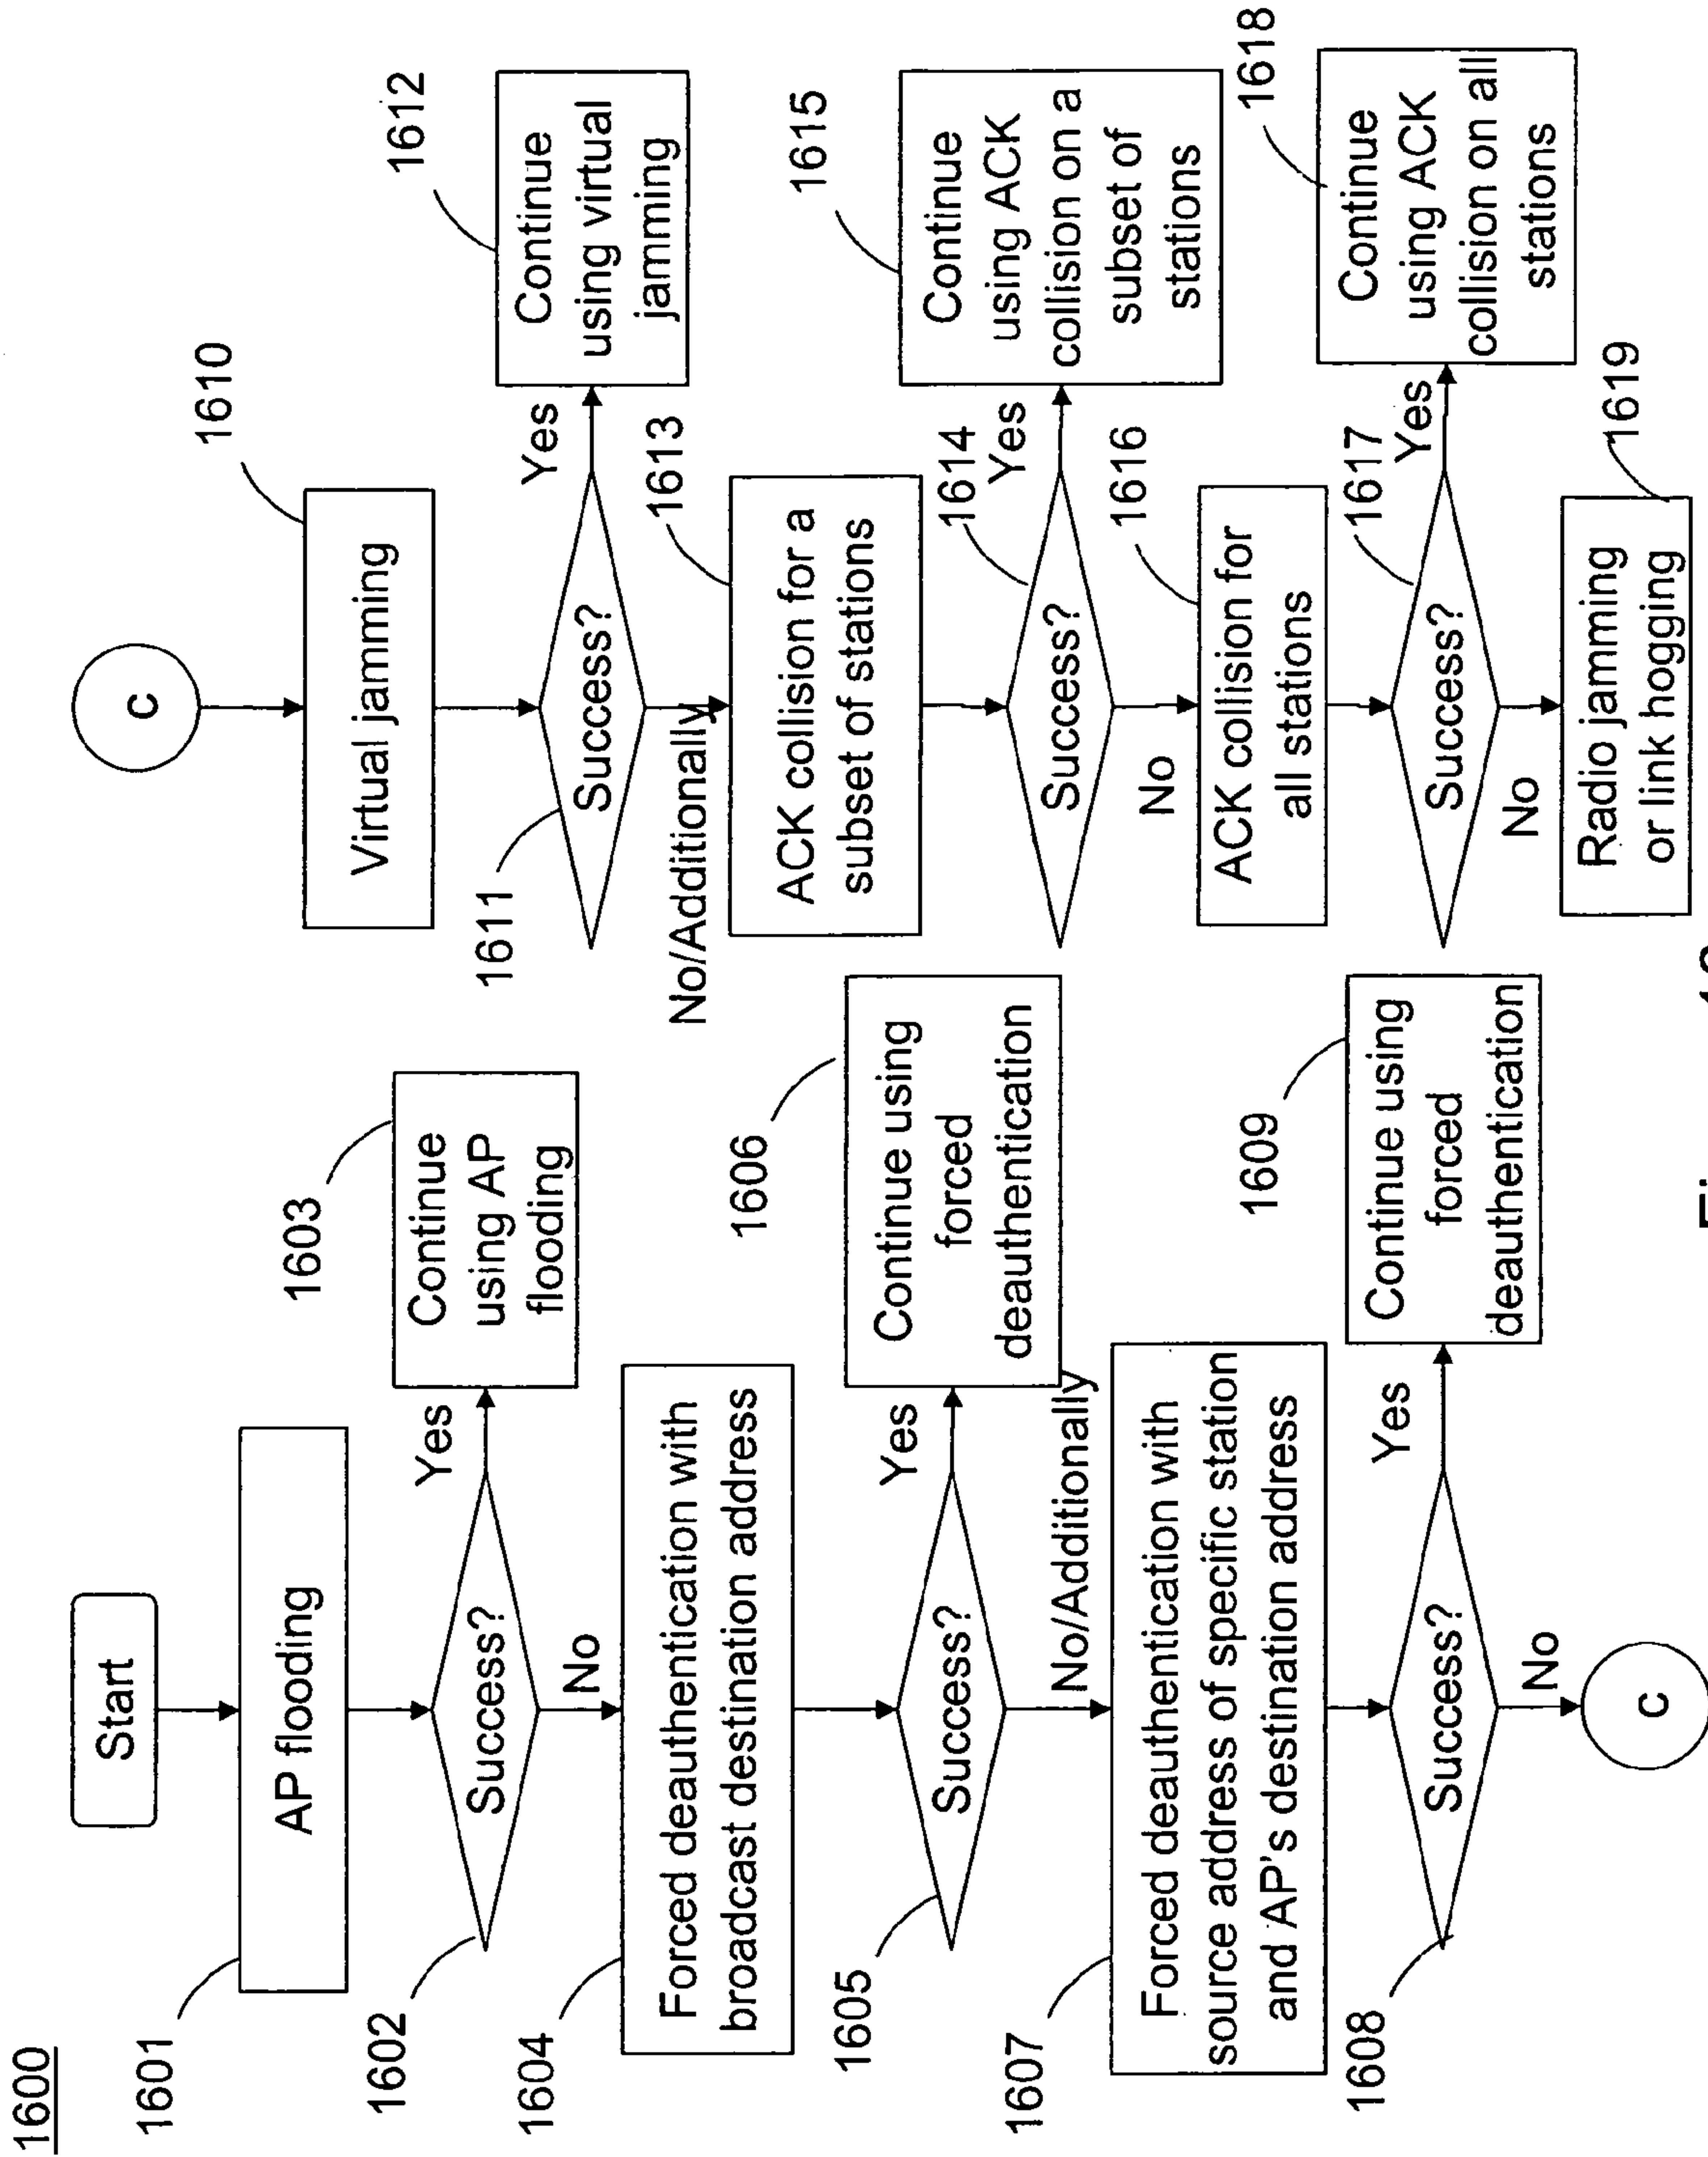 1600
Start
1601
AP flooding
1602
Success?
Yes
1603
Continue
using AP
flooding
No
1604
Forced deauthentication with
broadcast destination address
1605
Success?
Yes
1606
Continue using
forced
deauthentication
No/Additionally
1607
Forced deauthentication with
source address of specific station
and AP's destination address
1608
Success?
Yes
1609
Continue using
forced
deauthentication
No
c
c
1610
Virtual jamming
1611
Success?
Yes
1612
Continue
using virtual
jamming
No/Additionally
1613
ACK collision for a
subset of stations
1614
Success?
Yes
1615
Continue
using ACK
collision on a
subset of
stations
No
1616
ACK collision for
all stations
1617
Success?
Yes
1618
Continue
using ACK
collision on all
stations
No
1619
Radio jamming
or link hogging